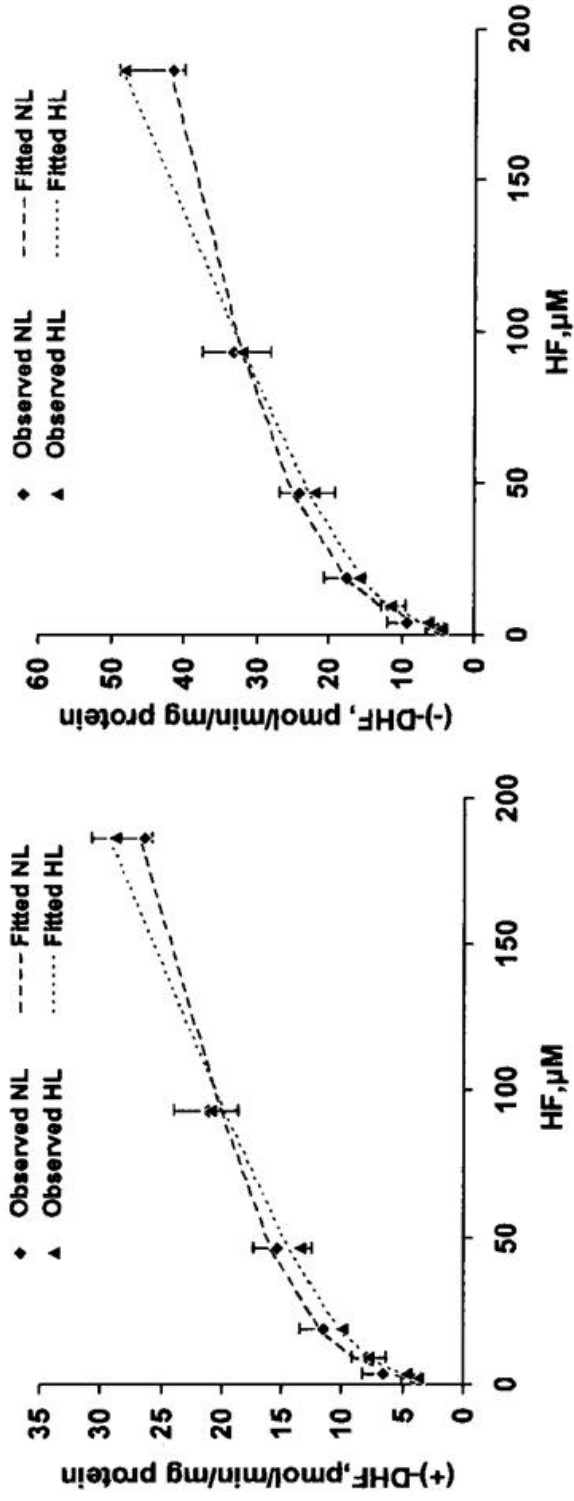 Observed NL Fitted NL
Observed HL Fitted HL
(+)-DHF,pmol/min/mg protein
35
30
25
20
15
10
5
0
0 50 100 150 200
HF,µM
Observed NL Fitted NL
Observed HL Fitted HL
(-)-DHF, pmol/min/mg protein
60
50
40
30
20
10
0
0 50 100 150 200
HF,µM